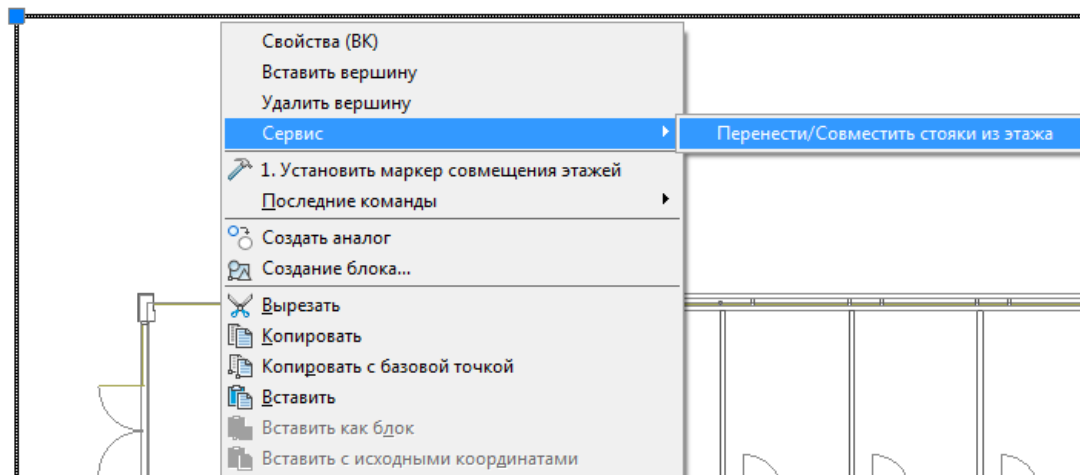 Свойства (ВК)
Вставить вершину
Удалить вершину
Сервис
Перенести/Совместить стояки из этажа
1. Установить маркер совмещения этажей
Последние команды
Создать аналог
Создание блока...
Вырезать
Копировать
Копировать с базовой точкой
Вставить
Вставить как блок
Вставить с исходными координатами